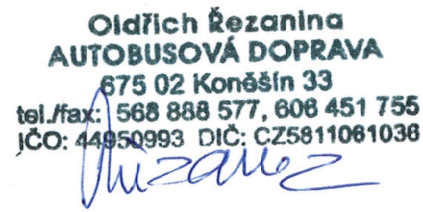 Oldřich Řezanina
AUTOBUSOVÁ DOPRAVA
675 02 Koněšín 33
tel./fax: 568 888 577, 606 451 755
IČO: 44950993 DIČ: CZ5811061036